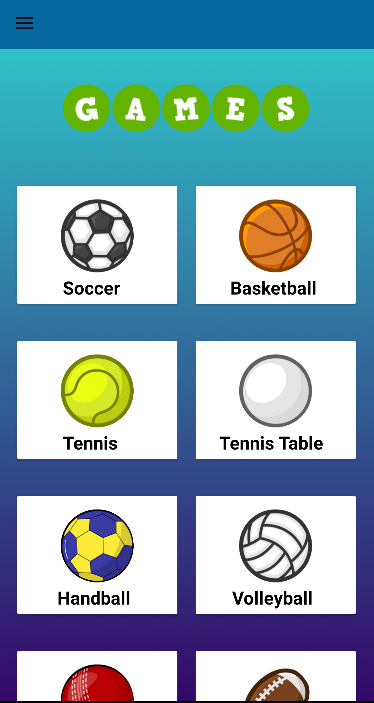 GAMES
Soccer
Basketball
Tennis
Tennis Table
Handball
Volleyball